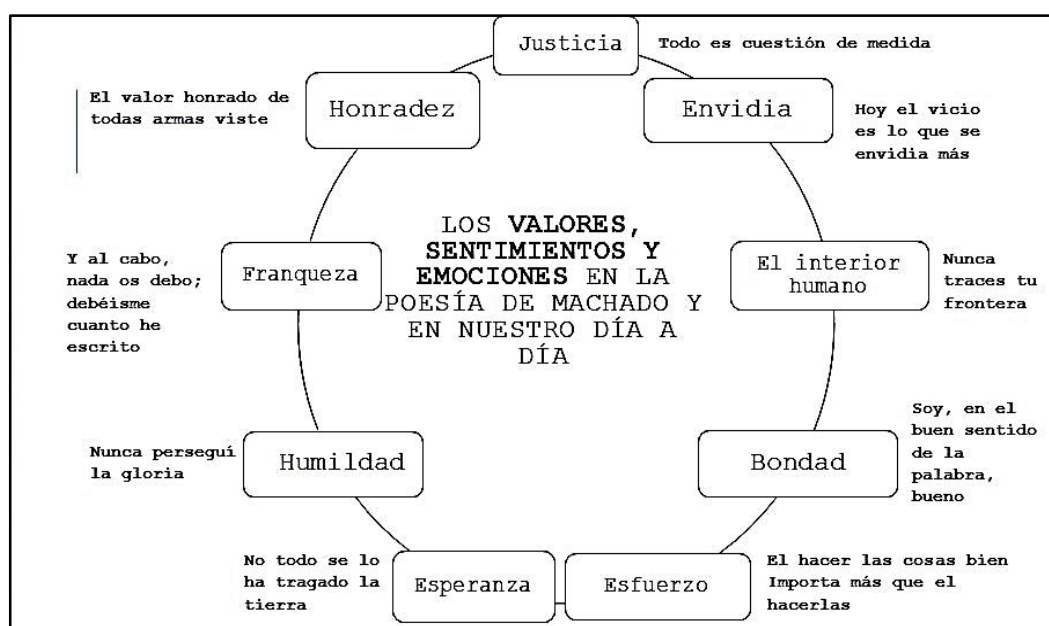 Justicia
Todo es cuestión de medida
Envidia
Hoy el vicio
es lo que se
envidia más
El interior
humano
Nunca
traces tu
frontera
Bondad
Soy, en el
buen sentido
de la
palabra,
bueno
Esfuerzo
El hacer las cosas bien
Importa más que el
hacerlas
Esperanza
No todo se lo
ha tragado la
tierra
Humildad
Nunca perseguí
la gloria
Franqueza
Y al cabo,
nada os debo;
debéisme
cuanto he
escrito
Honradez
El valor honrado de
todas armas viste
LOS VALORES,
SENTIMIENTOS Y
EMOCIONES EN LA
POESÍA DE MACHADO Y
EN NUESTRO DÍA A
DÍA